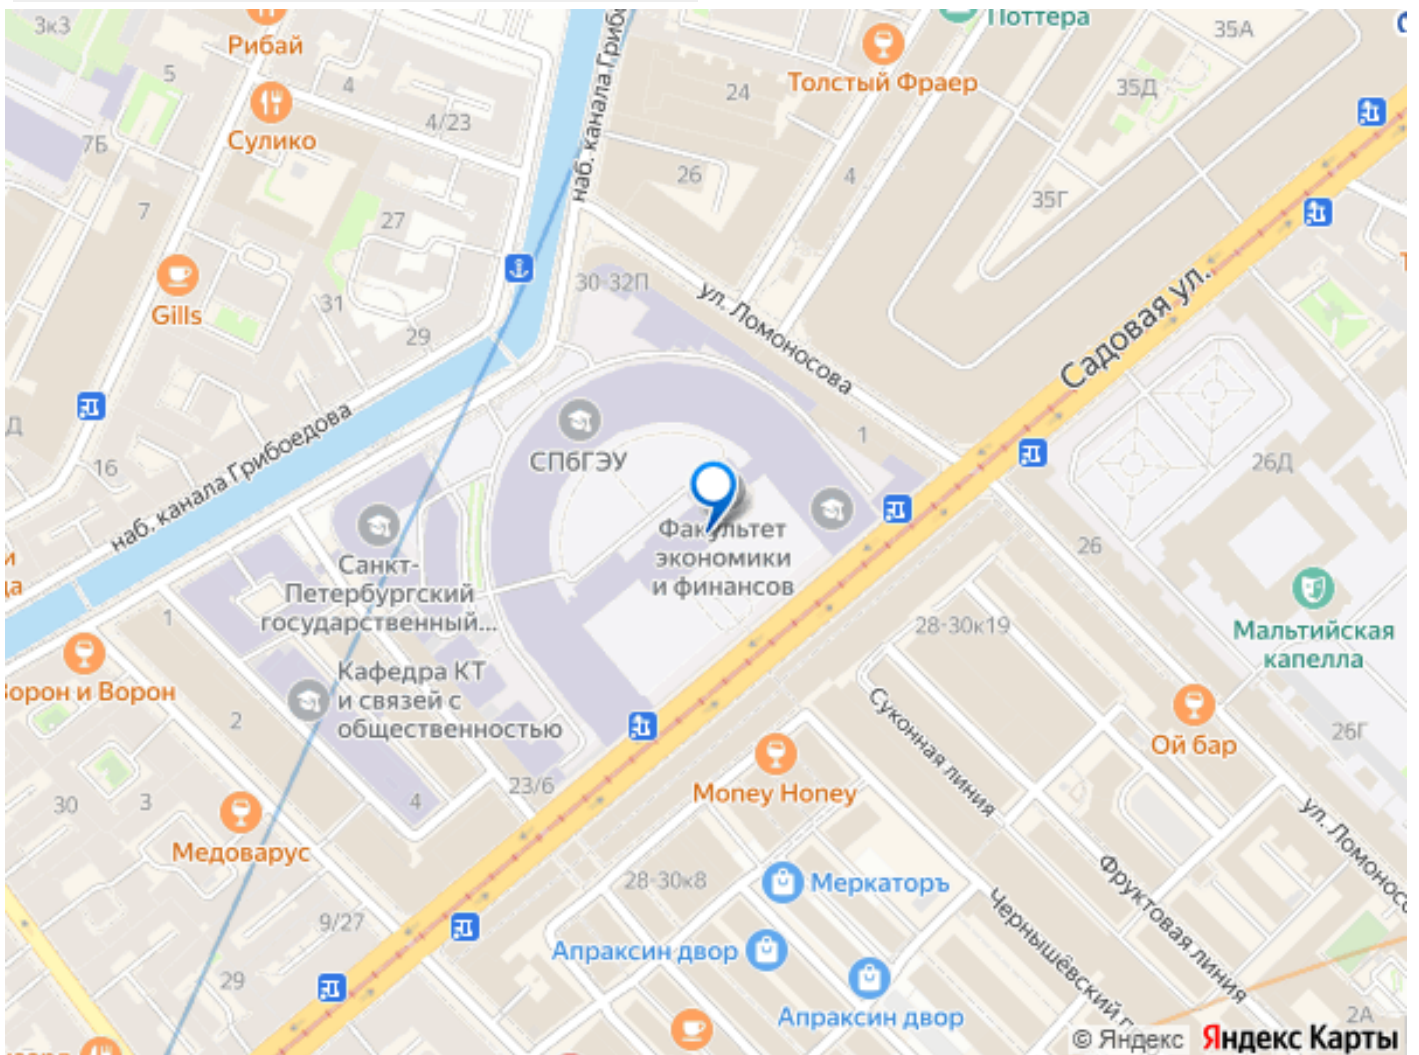 3к3
Рибай
Поттера
35А
5
4
Толстый Фраер
24
35Д
Сулико
4/23
7Б
наб. канала Грибо
26
4
35Г
7
27
30-32П
31
Gills
29
ул. Ломоносова
Садовая ул.
Д
16
наб. канала Грибоедова
СПбГЭУ
1
26Д
Факультет
экономики
и финансов
26
и
да
Санкт-
Петербургский
государственный...
1
28-30к19
Мальтийская
капелла
орон и Ворон
Кафедра КТ
и связей с
общественностью
2
Суконная линия
Ой бар
26Г
23/6
Money Honey
30
3
4
Медоварус
ул. Ломоносо
28-30к8
Меркаторъ
Фруктовая линия
9/27
Апраксин двор
Чернышёвский п
29
Апраксин двор
2А
© Яндекс Яндекс Карты